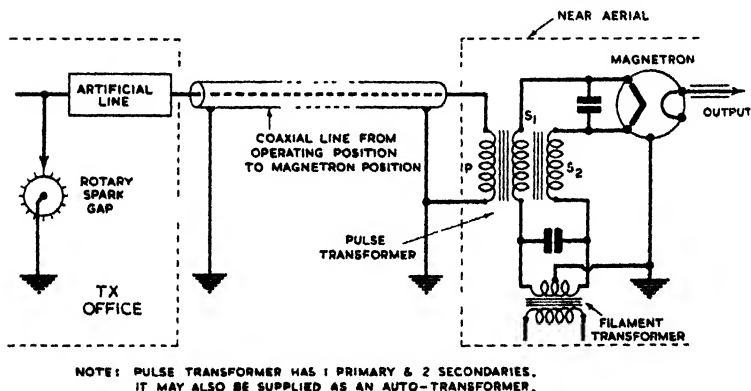 NEAR AERIAL
MAGNETRON
ARTIFICIAL
LINE
OUTPUT
S1
COAXIAL LINE FROM
OPERATING POSITION
TO MAGNETRON POSITION
P
S2
ROTARY
SPARK
GAP
PULSE
TRANSFORMER
TX
OFFICE
FILAMENT
TRANSFORMER
NOTE: PULSE TRANSFORMER HAS 1 PRIMARY & 2 SECONDARIES.
IT MAY ALSO BE SUPPLIED AS AN AUTO-TRANSFORMER.